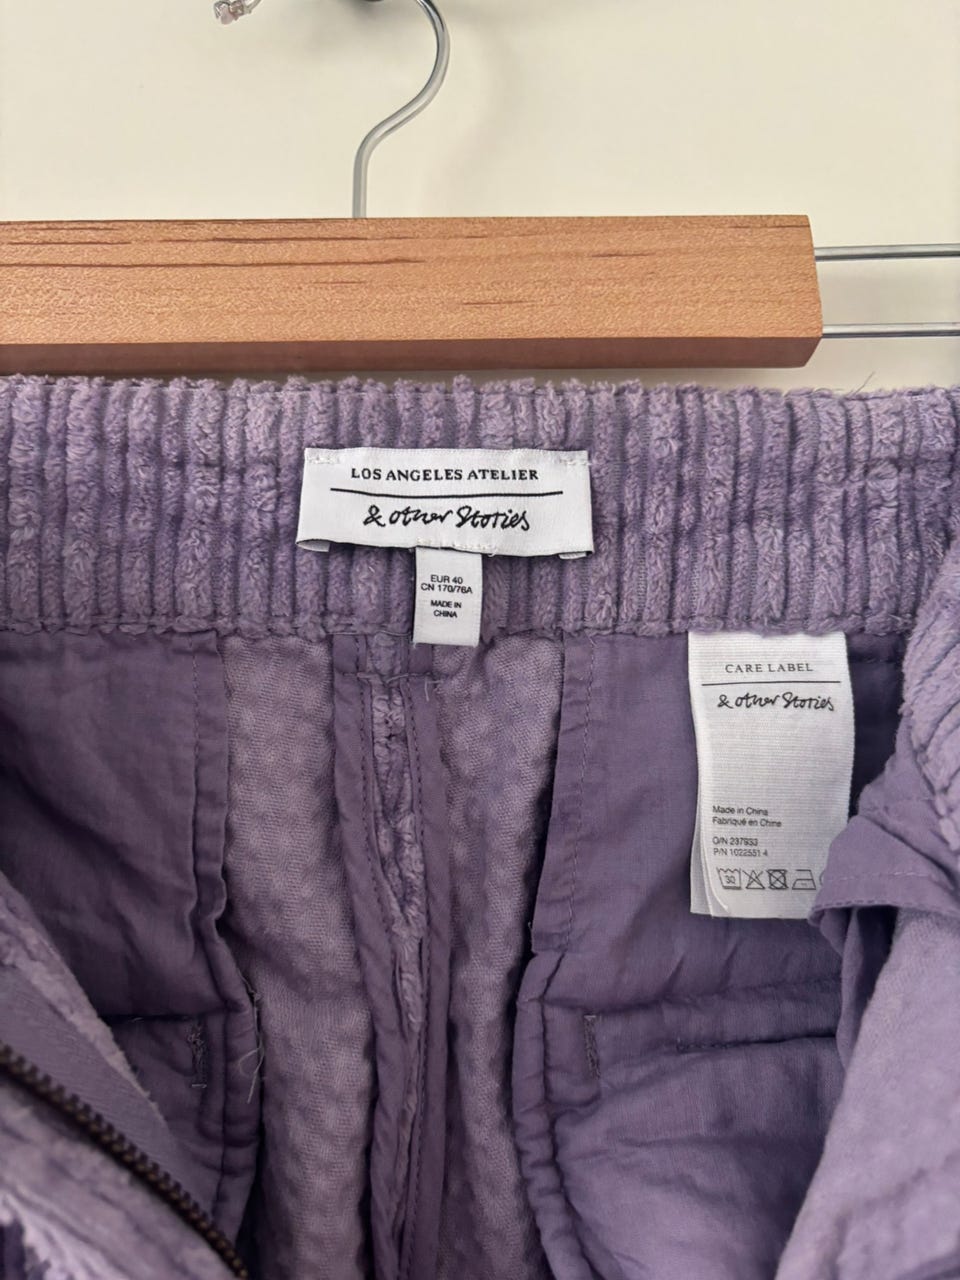 LOS ANGELES ATELIER
& other Stories
EUR 40
CN 170/76A
MADE IN
CHINA
CARE LABEL
& other Stories
Made in China
Fabriqué en Chine
O/N 237933
P/N 1022551 4
30